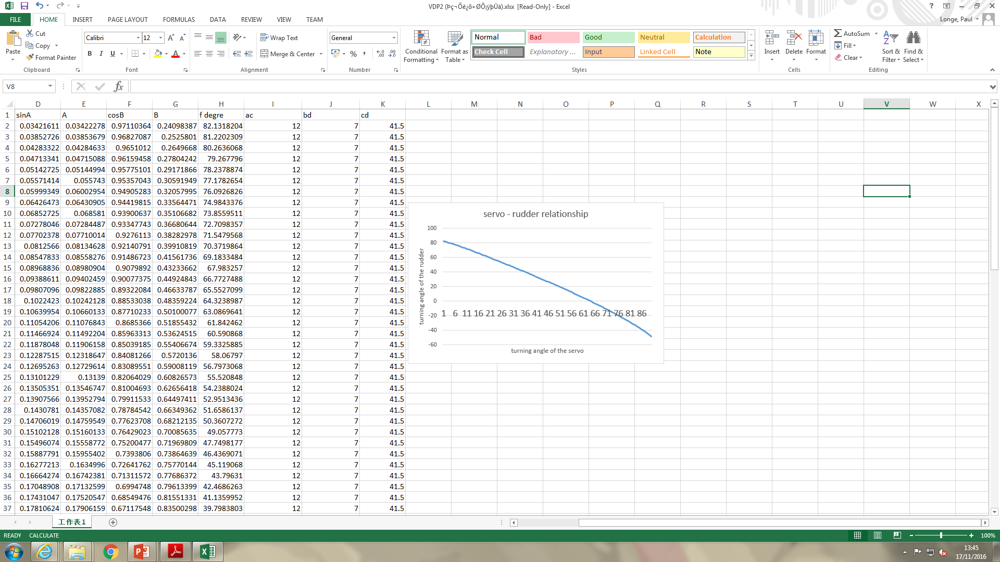 VDP2 (Þç¬Õè¿õ+ØÕ¡ÿþÜä).xlsx [Read-Only] - Excel
FILE HOME INSERT PAGE LAYOUT FORMULAS DATA REVIEW VIEW TEAM Longe, Paul
Cut
Copy
Format Painter
Paste
Clipboard
Calibri 12
B I U
Font
Wrap Text
Merge & Center
Alignment
General
Number
Conditional Formatting
Format as Table
Normal Bad Good Neutral Calculation
Check Cell Explanatory ... Input Linked Cell Note
Styles
Insert Delete Format
Cells
AutoSum
Fill
Clear
Sort & Filter
Find & Select
Editing
V8 fx
D E F G H I J K L M N O P Q R S T U V W X
1 sinA A cosB B f degre ac bd cd
2 0.03421611 0.03422278 0.97110364 0.24098387 82.1318204 12 7 41.5
3 0.03852726 0.03853679 0.96827087 0.2525801 81.2202309 12 7 41.5
4 0.04283322 0.04284633 0.9651012 0.2649668 80.2636068 12 7 41.5
5 0.04713341 0.04715088 0.96159458 0.27804242 79.267796 12 7 41.5
6 0.05142725 0.05144994 0.95775101 0.29171866 78.2378874 12 7 41.5
7 0.05571414 0.055743 0.95357043 0.30591949 77.1782654 12 7 41.5
8 0.05999349 0.06002954 0.94905283 0.32057995 76.0926826 12 7 41.5
9 0.06426473 0.06430905 0.94419815 0.33564471 74.9843376 12 7 41.5
10 0.06852725 0.068581 0.93900637 0.35106682 73.8559511 12 7 41.5
11 0.07278046 0.07284487 0.93347743 0.36680644 72.7098357 12 7 41.5
12 0.07702378 0.07710014 0.9276113 0.38282978 71.5479568 12 7 41.5
13 0.0812566 0.08134628 0.92140791 0.39910819 70.3719864 12 7 41.5
14 0.08547833 0.08558276 0.91486723 0.41561736 69.1833484 12 7 41.5
15 0.08968836 0.08980904 0.9079892 0.43233662 67.983257 12 7 41.5
16 0.09388611 0.09402459 0.90077375 0.44924843 66.7727488 12 7 41.5
17 0.09807096 0.09822885 0.89322084 0.46633787 65.5527099 12 7 41.5
18 0.1022423 0.10242128 0.88533038 0.48359224 64.3238987 12 7 41.5
19 0.10639954 0.10660133 0.87710233 0.50100077 63.0869641 12 7 41.5
20 0.11054206 0.11076843 0.8685366 0.51855432 61.842462 12 7 41.5
21 0.11466924 0.11492204 0.85963313 0.53624515 60.590868 12 7 41.5
22 0.11878048 0.11906158 0.85039185 0.55406674 59.3325885 12 7 41.5
23 0.12287515 0.12318647 0.84081266 0.5720136 58.06797 12 7 41.5
24 0.12695263 0.12729614 0.83089551 0.59008119 56.7973068 12 7 41.5
25 0.13101229 0.13139 0.82064029 0.60826573 55.520848 12 7 41.5
26 0.13505351 0.13546747 0.81004693 0.62656418 54.2388024 12 7 41.5
27 0.13907566 0.13952794 0.79911533 0.64497411 52.9513436 12 7 41.5
28 0.1430781 0.14357082 0.78784542 0.66349362 51.6586137 12 7 41.5
29 0.14706019 0.14759549 0.77623708 0.68212135 50.3607272 12 7 41.5
30 0.15102128 0.15160133 0.76429023 0.70085635 49.057773 12 7 41.5
31 0.15496074 0.15558772 0.75200477 0.71969809 47.7498177 12 7 41.5
32 0.15887791 0.15955402 0.7393806 0.73864639 46.4369071 12 7 41.5
33 0.16277213 0.1634996 0.72641762 0.75770144 45.119068 12 7 41.5
34 0.16664274 0.16742381 0.71311572 0.77686372 43.79631 12 7 41.5
35 0.17048908 0.17132599 0.6994748 0.79613399 42.4686263 12 7 41.5
36 0.17431047 0.17520547 0.68549476 0.81551331 41.1359952 12 7 41.5
37 0.17810624 0.17906159 0.67117548 0.83500298 39.7983803 12 7 41.5
servo - rudder relationship
turning angle of the rudder
100
80
60
40
20
0
-20
-40
-60
1 6 11 16 21 26 31 36 41 46 51 56 61 66 71 76 81 86
turning angle of the servo
工作表1
READY CALCULATE 100%
13:45
17/11/2016